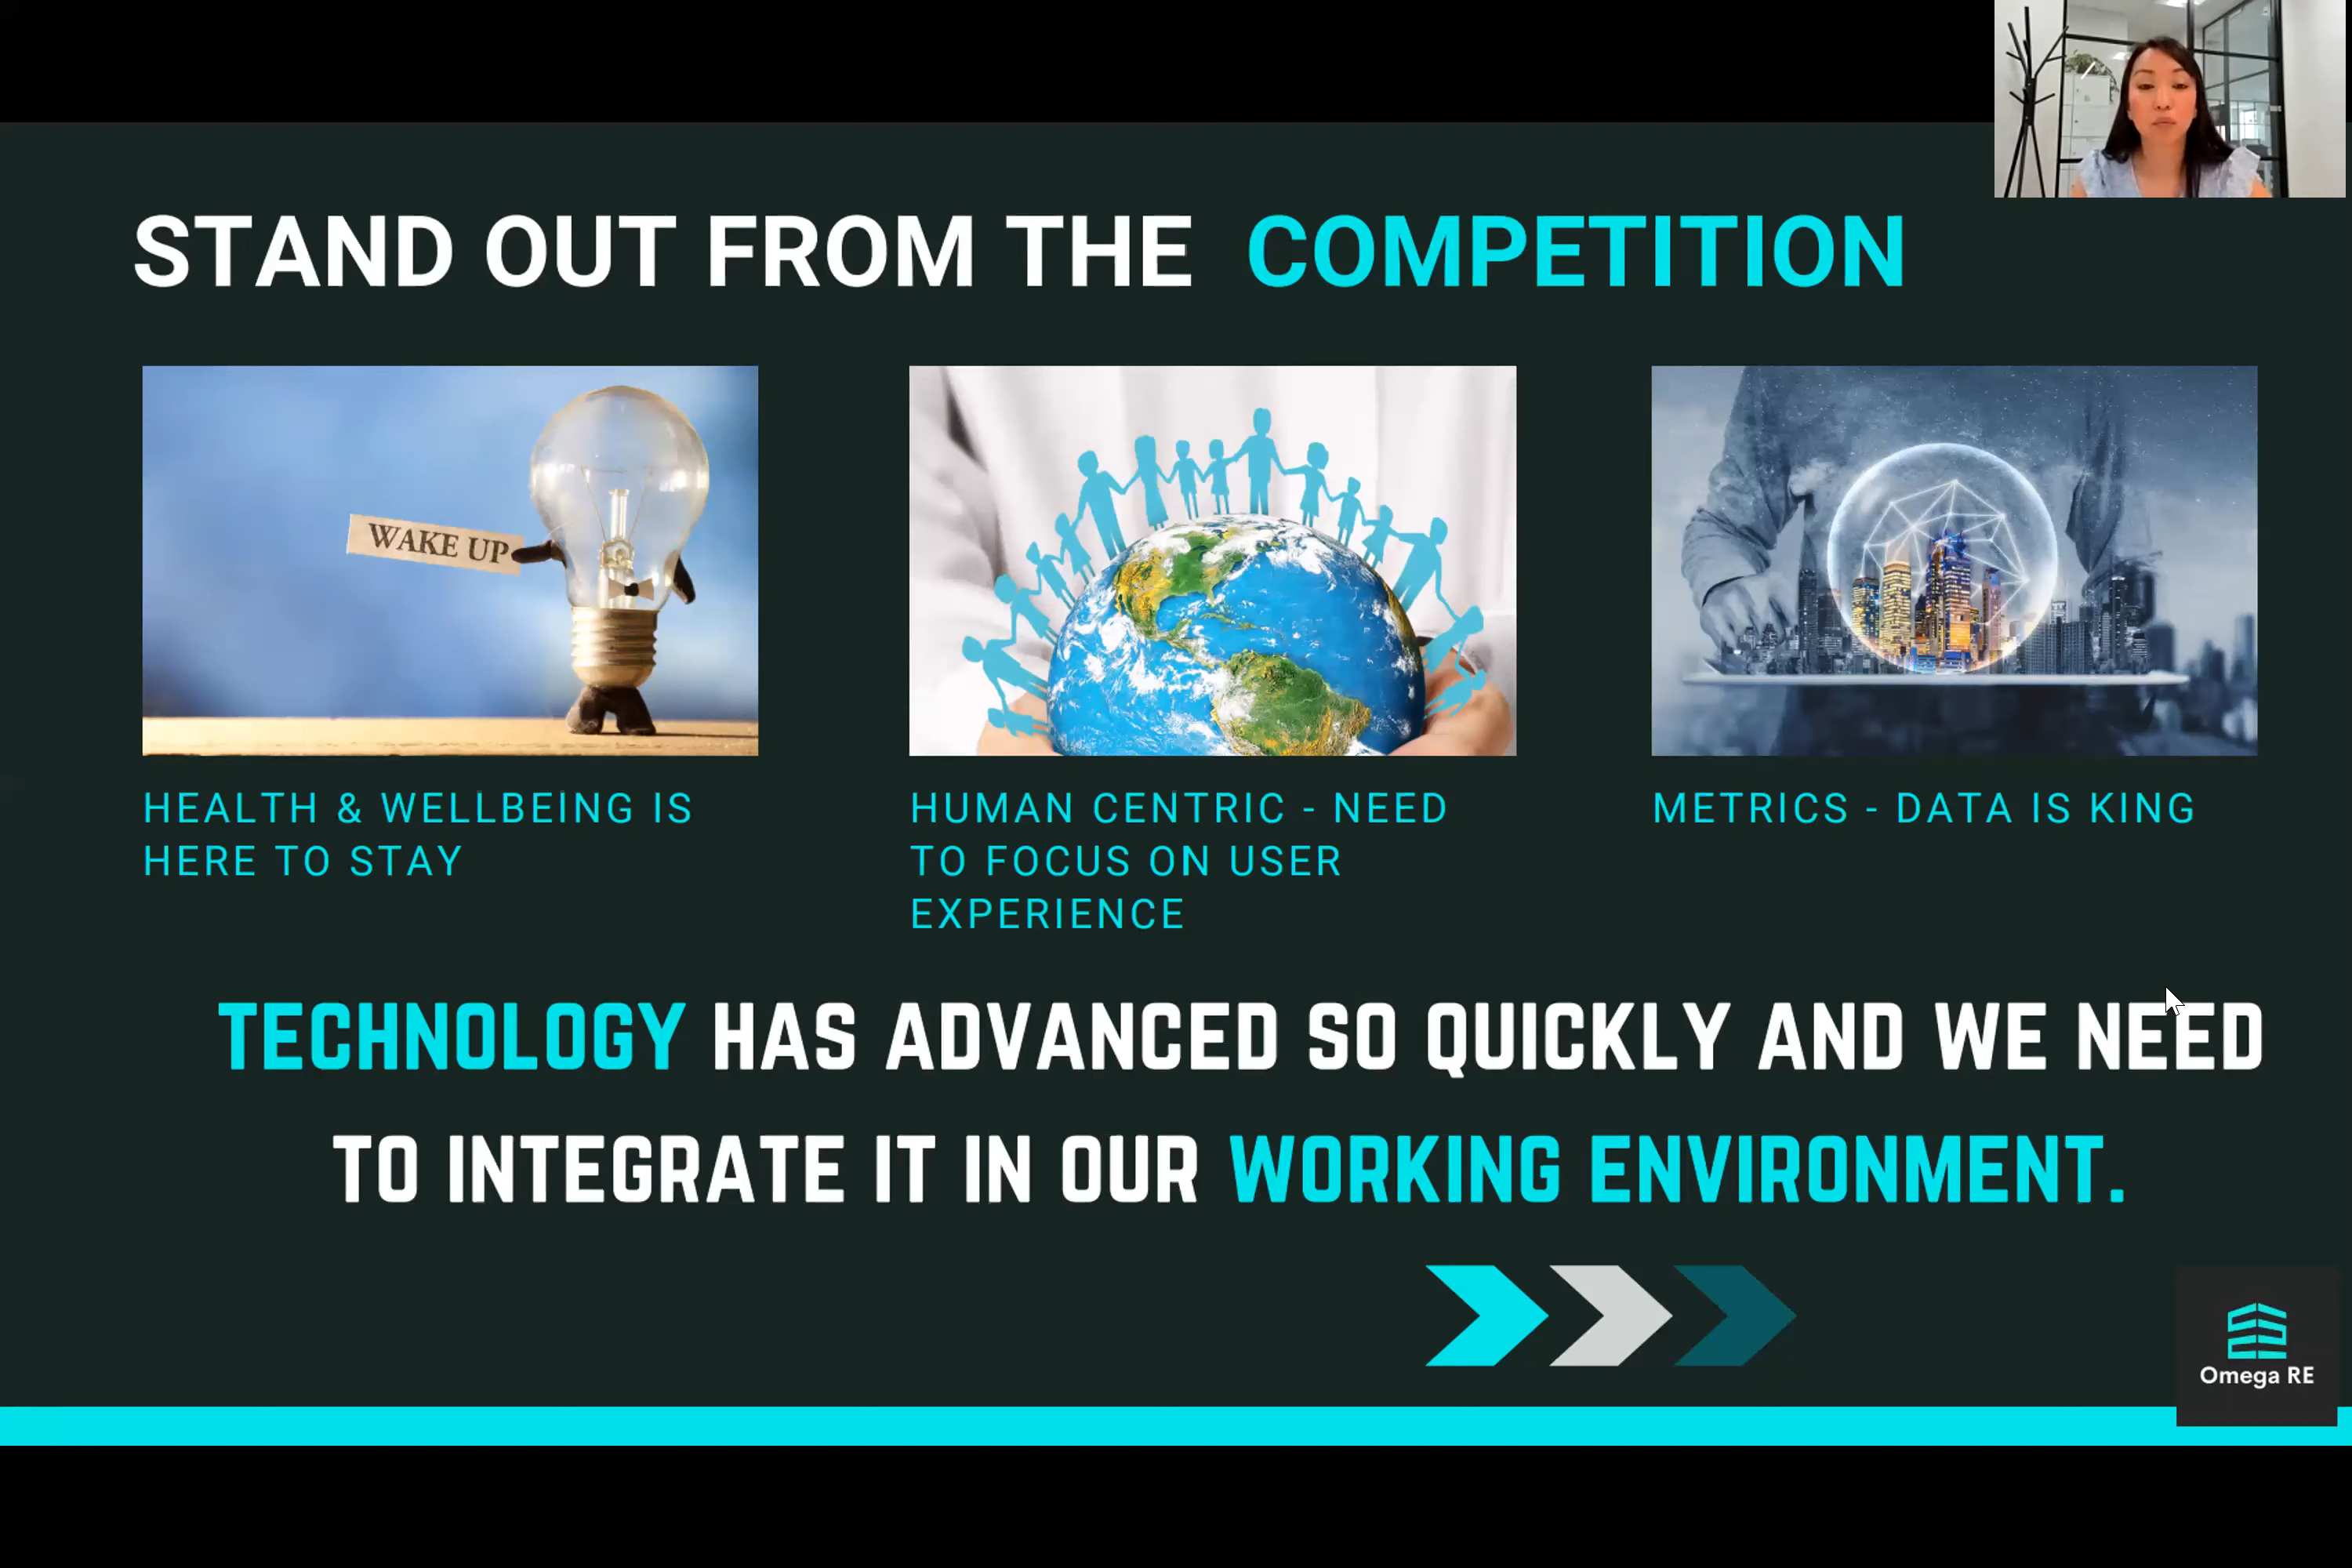 STAND OUT FROM THE COMPETITION
WAKE UP
HEALTH & WELLBEING IS
HERE TO STAY
HUMAN CENTRIC - NEED
TO FOCUS ON USER
EXPERIENCE
METRICS - DATA IS KING
TECHNOLOGY HAS ADVANCED SO QUICKLY AND WE NEED
TO INTEGRATE IT IN OUR WORKING ENVIRONMENT.
Omega RE